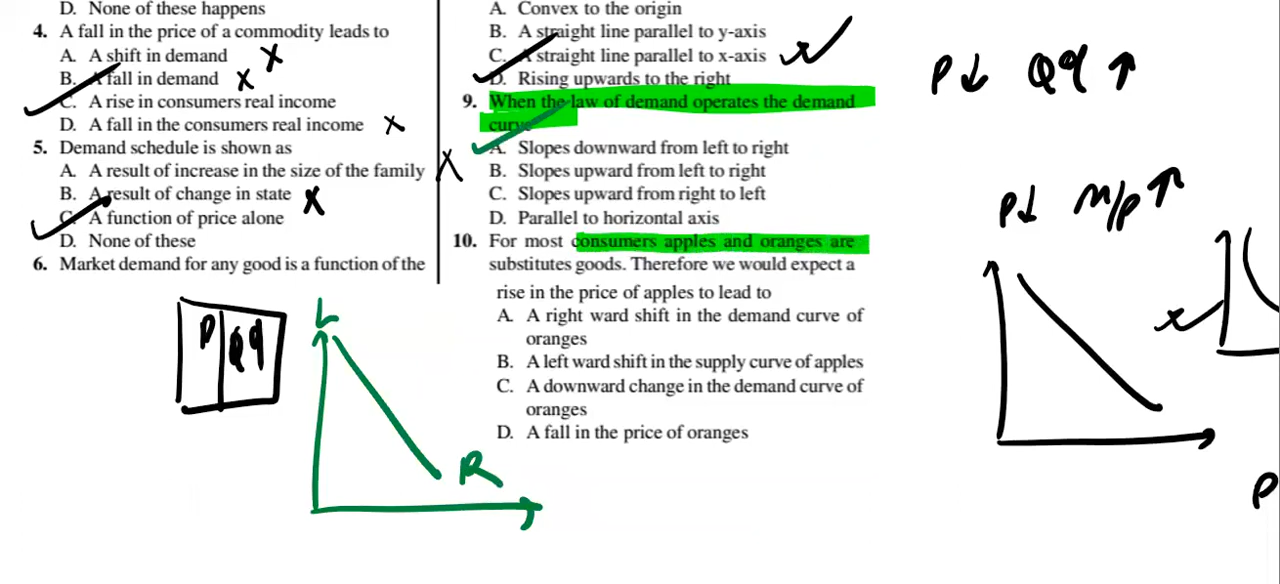 D. None of these happens
4. A fall in the price of a commodity leads to
A. A shift in demand
B. A fall in demand
C. A rise in consumers real income
D. A fall in the consumers real income
5. Demand schedule is shown as
A. A result of increase in the size of the family
B. A result of change in state
C. A function of price alone
D. None of these
6. Market demand for any good is a function of the
P Qd
L
R
A. Convex to the origin
B. A straight line parallel to y-axis
C. A straight line parallel to x-axis
D. Rising upwards to the right
9. When the law of demand operates the demand
curve
A. Slopes downward from left to right
B. Slopes upward from left to right
C. Slopes upward from right to left
D. Parallel to horizontal axis
10. For most consumers apples and oranges are
substitutes goods. Therefore we would expect a
rise in the price of apples to lead to
A. A right ward shift in the demand curve of
oranges
B. A left ward shift in the supply curve of apples
C. A downward change in the demand curve of
oranges
D. A fall in the price of oranges
P↓ Qd ↑
P↓ M/P ↑
P